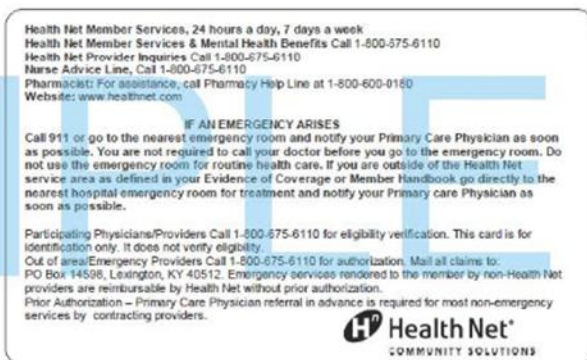 Health Net Member Services, 24 hours a day, 7 days a week
Health Net Member Services & Mental Health Benefits Call 1-800-675-6110
Health Net Provider Inquiries Call 1-800-675-6110
Nurse Advice Line, Call 1-800-675-6110
Pharmacist: For assistance, call Pharmacy Help Line at 1-800-600-0180
Website: www.healthnet.com
IF AN EMERGENCY ARISES
Call 911 or go to the nearest emergency room and notify your Primary Care Physician as soon
as possible. You are not required to call your doctor before you go to the emergency room. Do
not use the emergency room for routine health care. If you are outside of the Health Net
service area as defined in your Evidence of Coverage or Member Handbook go directly to the
nearest hospital emergency room for treatment and notify your Primary care Physician as
soon as possible.
Participating Physicians/Providers Call 1-800-675-6110 for eligibility verification. This card is for
identification only. It does not verify eligibility.
Out of area/Emergency Providers Call 1-800-675-6110 for authorization. Mail all claims to:
PO Box 14598, Lexington, KY 40512. Emergency services rendered to the member by non-Health Net
providers are reimbursable by Health Net without prior authorization.
Prior Authorization – Primary Care Physician referral in advance is required for most non-emergency
services by contracting providers.
Health Net
COMMUNITY SOLUTIONS
IPLE